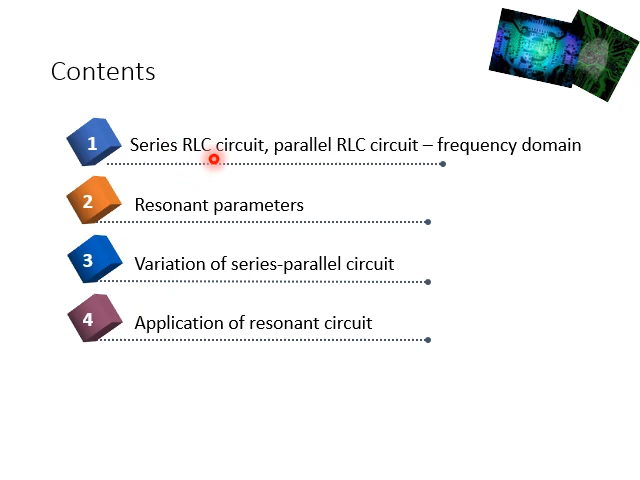 Contents
1 Series RLC circuit, parallel RLC circuit – frequency domain
2 Resonant parameters
3 Variation of series-parallel circuit
4 Application of resonant circuit